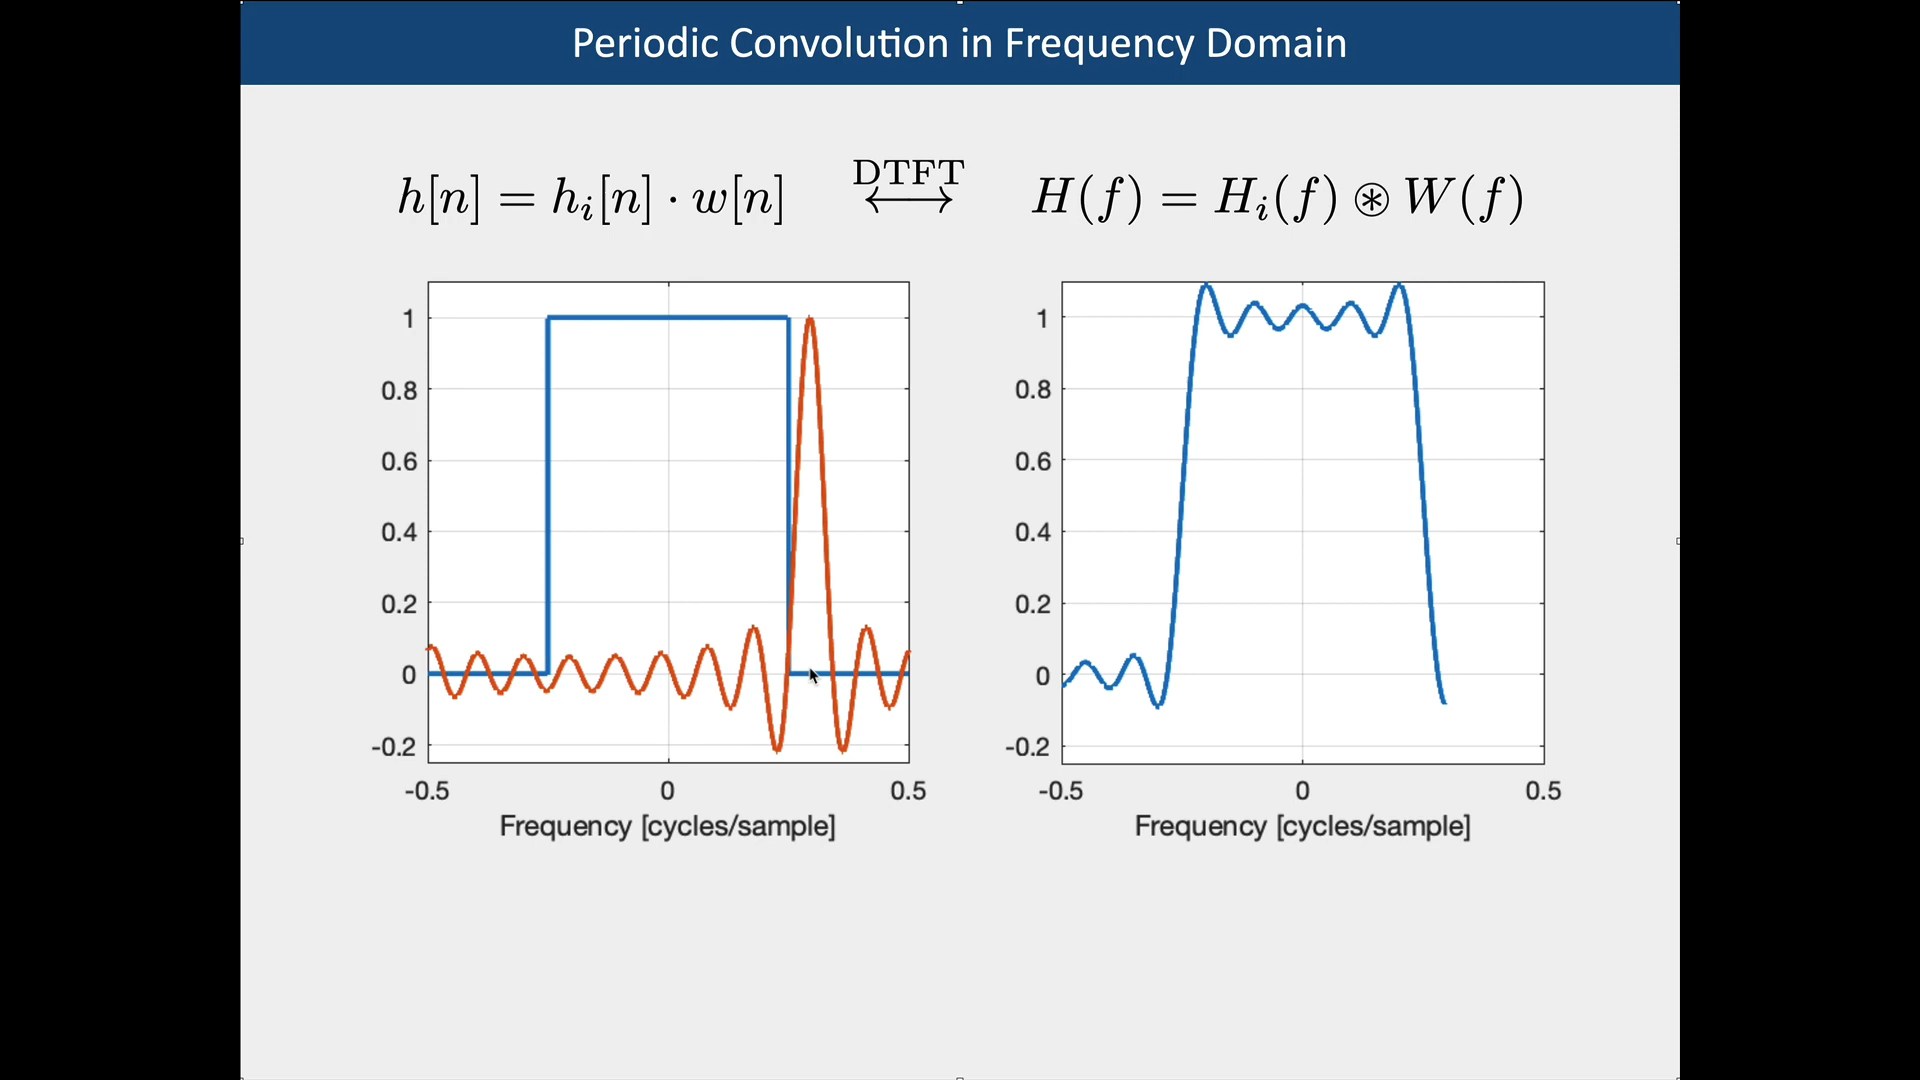 Periodic Convolution in Frequency Domain
h[n] = h_i[n] · w[n] DTFT ⟷ H(f) = H_i(f) ⊛ W(f)
1
0.8
0.6
0.4
0.2
0
-0.2
-0.5 0 0.5
Frequency [cycles/sample]
1
0.8
0.6
0.4
0.2
0
-0.2
-0.5 0 0.5
Frequency [cycles/sample]